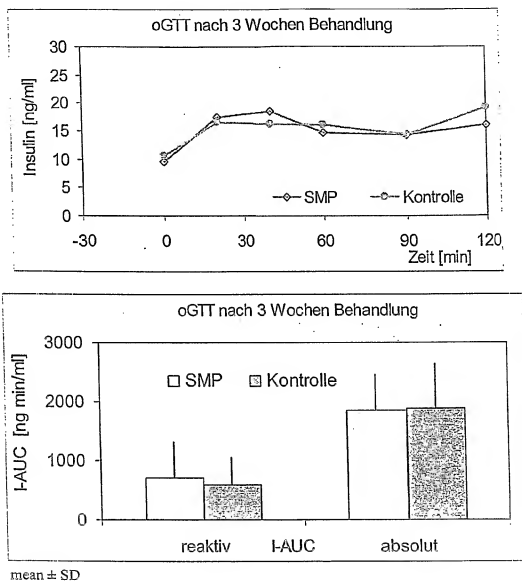 oGTT nach 3 Wochen Behandlung
Insulin [ng/ml]
30
25
20
15
10
5
0
SMP Kontrolle
-30 0 30 60 90 120
Zeit [min]
oGTT nach 3 Wochen Behandlung
I-AUC [ng min/ml]
3000
2000
1000
0
SMP Kontrolle
reaktiv I-AUC absolut
mean ± SD